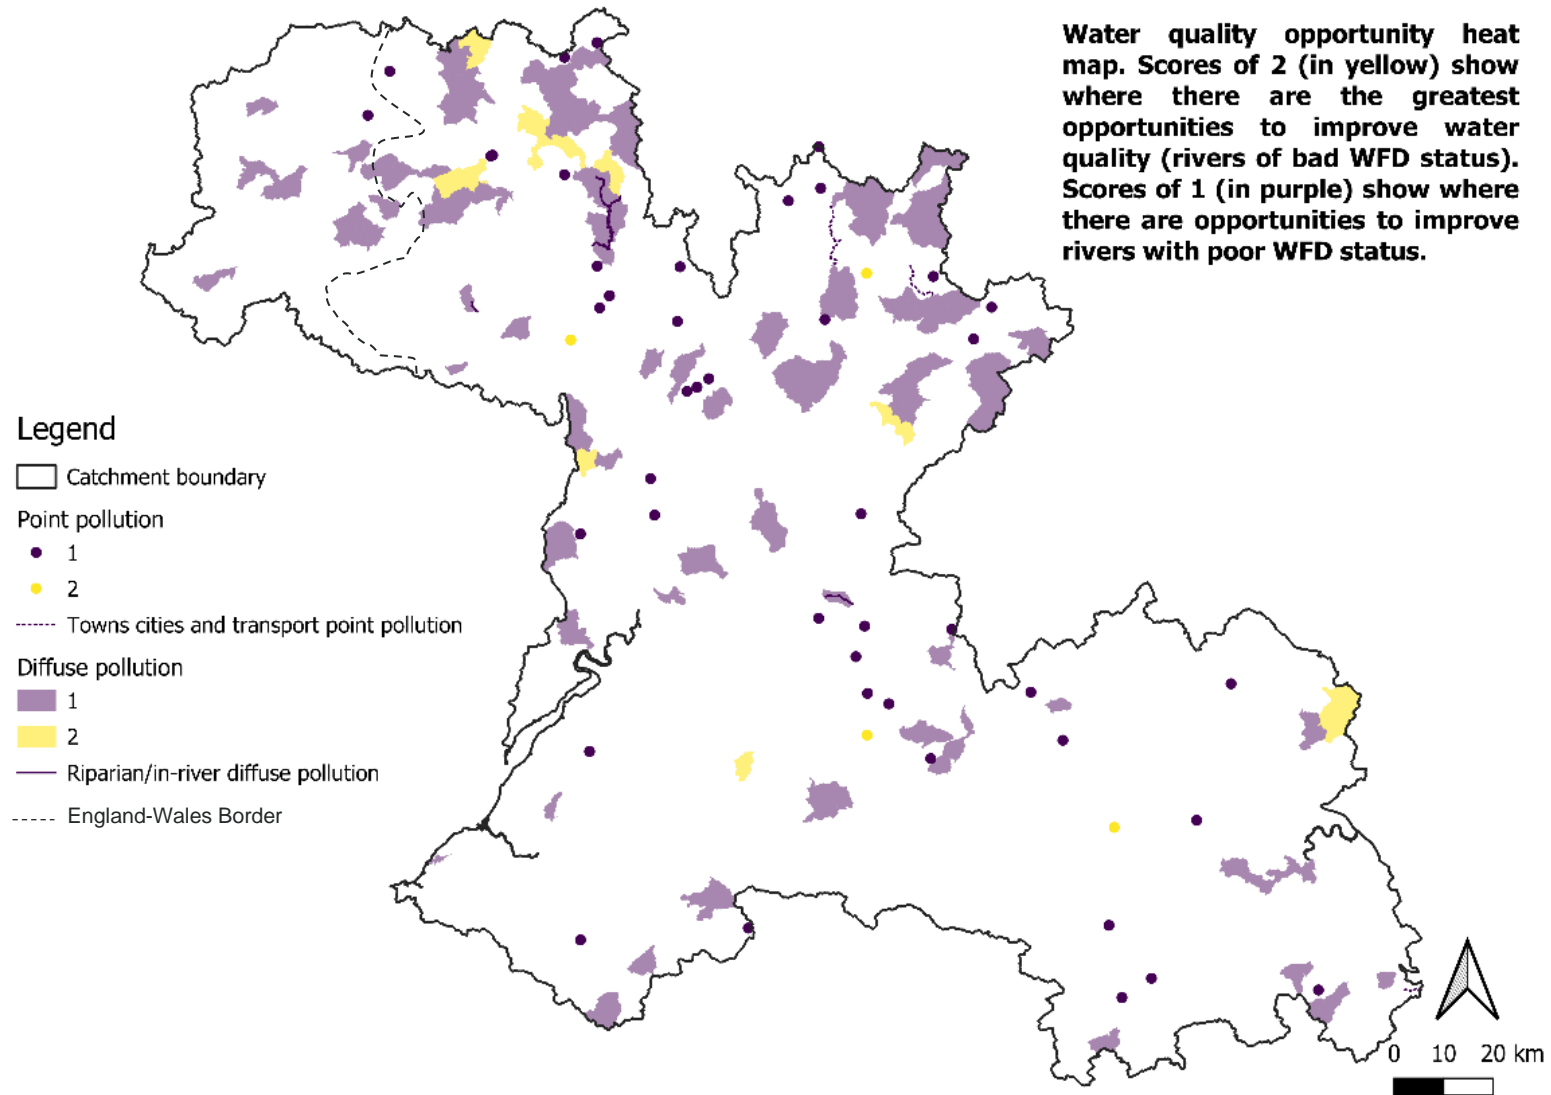 Water quality opportunity heat
map. Scores of 2 (in yellow) show
where there are the greatest
opportunities to improve water
quality (rivers of bad WFD status).
Scores of 1 (in purple) show where
there are opportunities to improve
rivers with poor WFD status.
Legend
Catchment boundary
Point pollution
1
2
Towns cities and transport point pollution
Diffuse pollution
1
2
Riparian/in-river diffuse pollution
England-Wales Border
0 10 20 km